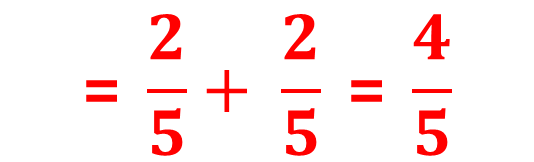 = 2/5 + 2/5 = 4/5